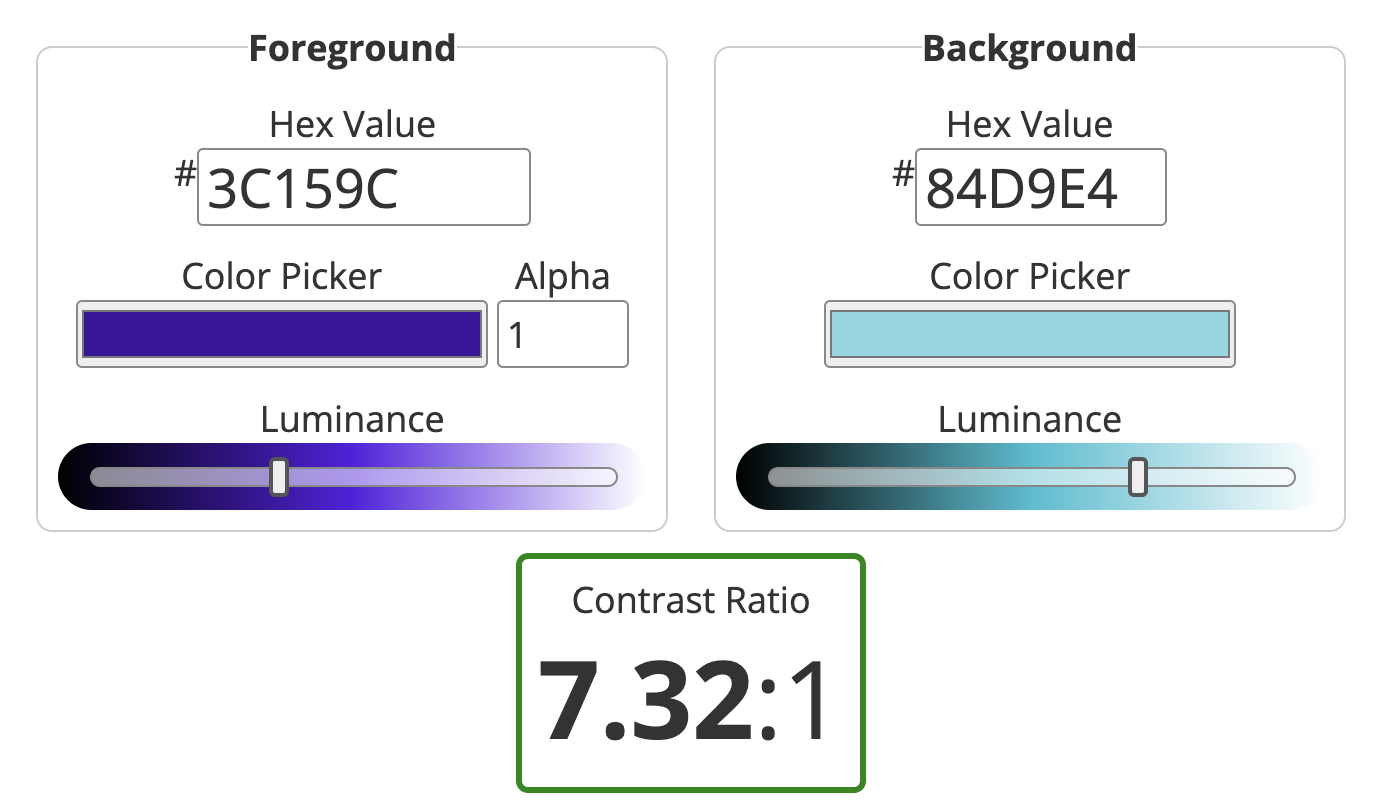 Foreground
Hex Value
#3C159C
Color Picker
Alpha
1
Luminance
Background
Hex Value
#84D9E4
Color Picker
Luminance
Contrast Ratio
7.32:1